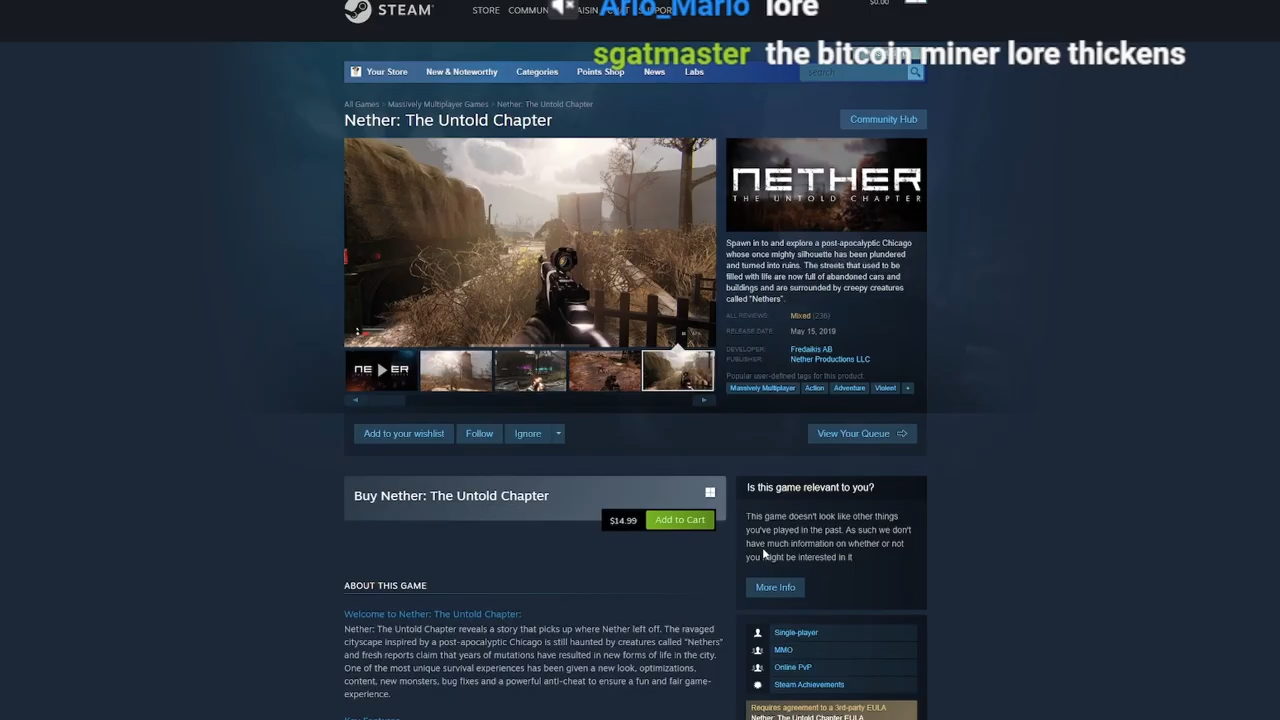 STEAM
STORE
Arlo_Mario lore
$0.00
sgatmaster the bitcoin miner lore thickens
Your Store New & Noteworthy Categories Points Shop News Labs search
All Games > Massively Multiplayer Games > Nether: The Untold Chapter
Nether: The Untold Chapter
Community Hub
NETHER
THE UNTOLD CHAPTER
Spawn in to and explore a post-apocalyptic Chicago
whose once mighty silhouette has been plundered
and turned into ruins. The streets that used to be
filled with life are now full of abandoned cars and
buildings and are surrounded by creepy creatures
called "Nethers".
ALL REVIEWS: Mixed (236)
RELEASE DATE: May 15, 2019
DEVELOPER: Fredaikis AB
PUBLISHER: Nether Productions LLC
Popular user-defined tags for this product:
Massively Multiplayer Action Adventure Violent +
Add to your wishlist Follow Ignore
View Your Queue
Buy Nether: The Untold Chapter
$14.99 Add to Cart
Is this game relevant to you?
This game doesn't look like other things
you've played in the past. As such we don't
have much information on whether or not
you might be interested in it
More Info
ABOUT THIS GAME
Welcome to Nether: The Untold Chapter:
Nether: The Untold Chapter reveals a story that picks up where Nether left off. The ravaged
cityscape inspired by a post-apocalyptic Chicago is still haunted by creatures called "Nethers"
and fresh reports claim that years of mutations have resulted in new forms of life in the city.
One of the most unique survival experiences has been given a new look, optimizations,
content, new monsters, bug fixes and a powerful anti-cheat to ensure a fun and fair game-
experience.
Key Features
Single-player
MMO
Online PvP
Steam Achievements
Requires agreement to a 3rd-party EULA
Nether: The Untold Chapter EULA